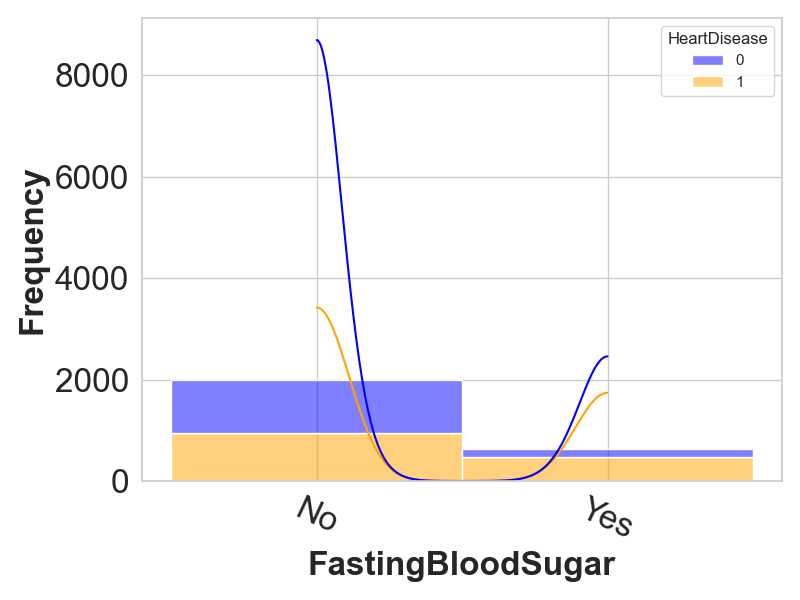 HeartDisease
0
1
8000
6000
4000
2000
0
Frequency
No
Yes
FastingBloodSugar